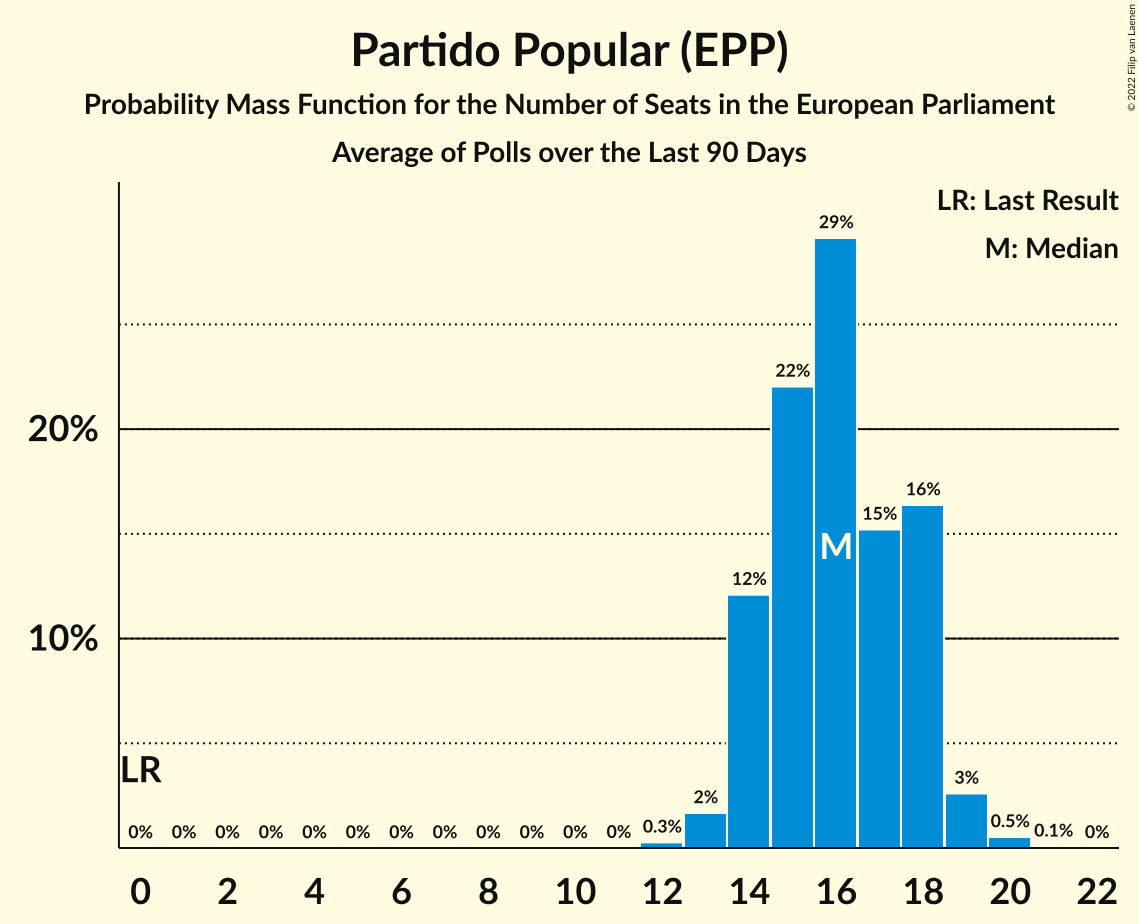 Partido Popular (EPP)
Probability Mass Function for the Number of Seats in the European Parliament
Average of Polls over the Last 90 Days
© 2022 Filip van Laenen
LR: Last Result
M: Median
29%
22%
20%
16%
15%
M
12%
10%
LR
3%
2%
0% 0% 0% 0% 0% 0% 0% 0% 0% 0% 0% 0% 0.3% 0.5% 0.1% 0%
0 2 4 6 8 10 12 14 16 18 20 22